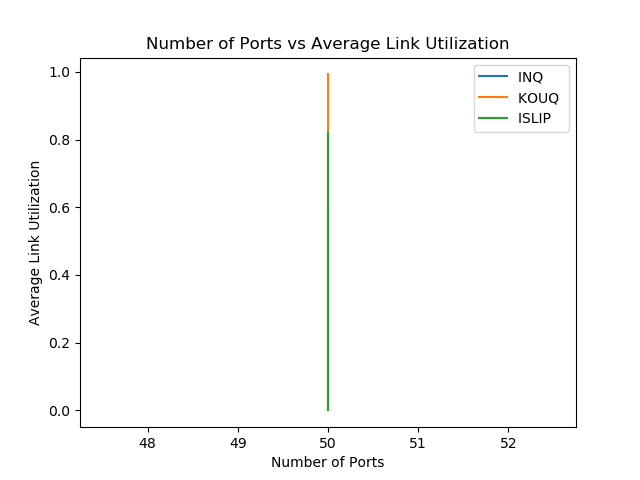 Number of Ports vs Average Link Utilization
INQ
KOUQ
ISLIP
1.0
0.8
0.6
0.4
0.2
0.0
Average Link Utilization
48 49 50 51 52
Number of Ports